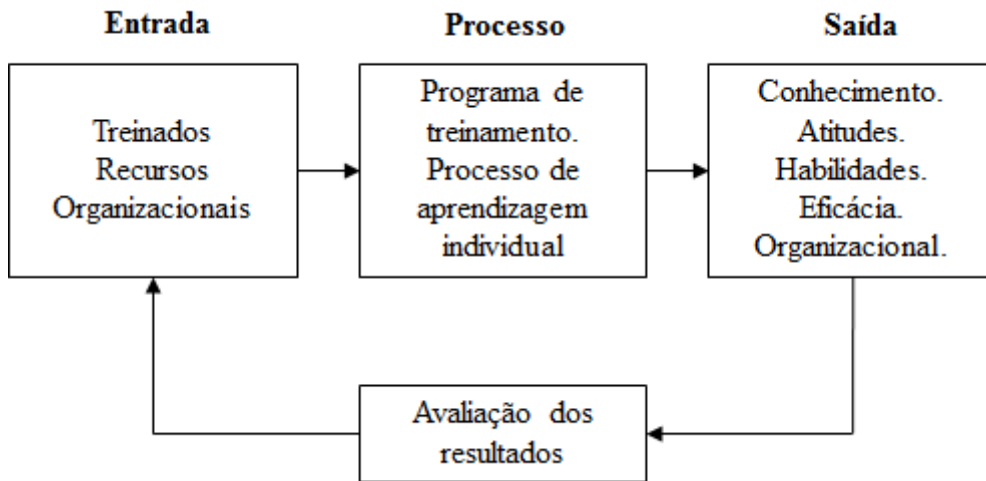 Entrada
Processo
Saída
Treinados
Recursos
Organizacionais
Programa de
treinamento.
Processo de
aprendizagem
individual
Conhecimento.
Atitudes.
Habilidades.
Eficácia.
Organizacional.
Avaliação dos
resultados